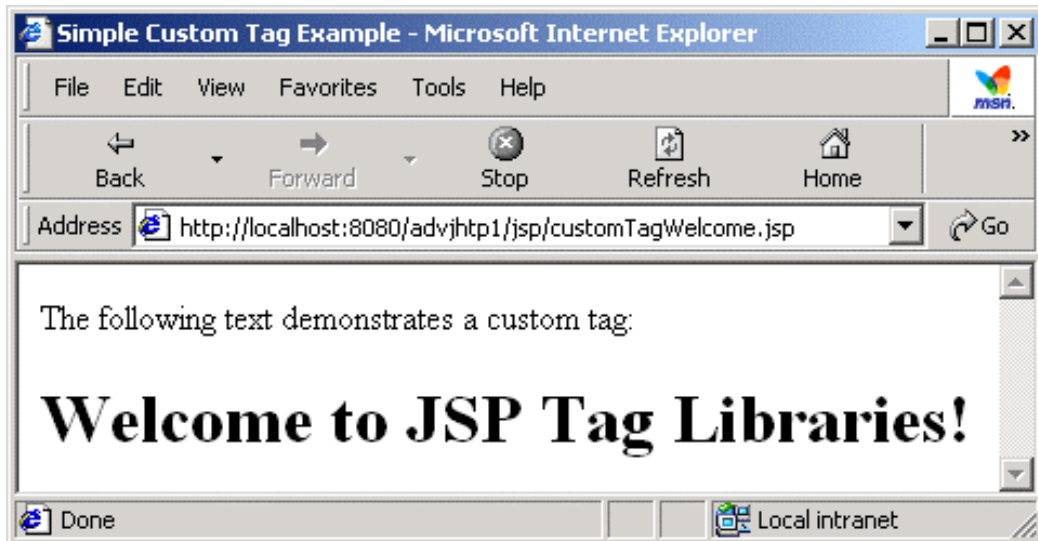 Simple Custom Tag Example - Microsoft Internet Explorer
File Edit View Favorites Tools Help
msn.
Back Forward Stop Refresh Home »
Address http://localhost:8080/advjhtp1/jsp/customTagWelcome.jsp Go
The following text demonstrates a custom tag:
Welcome to JSP Tag Libraries!
Done Local intranet